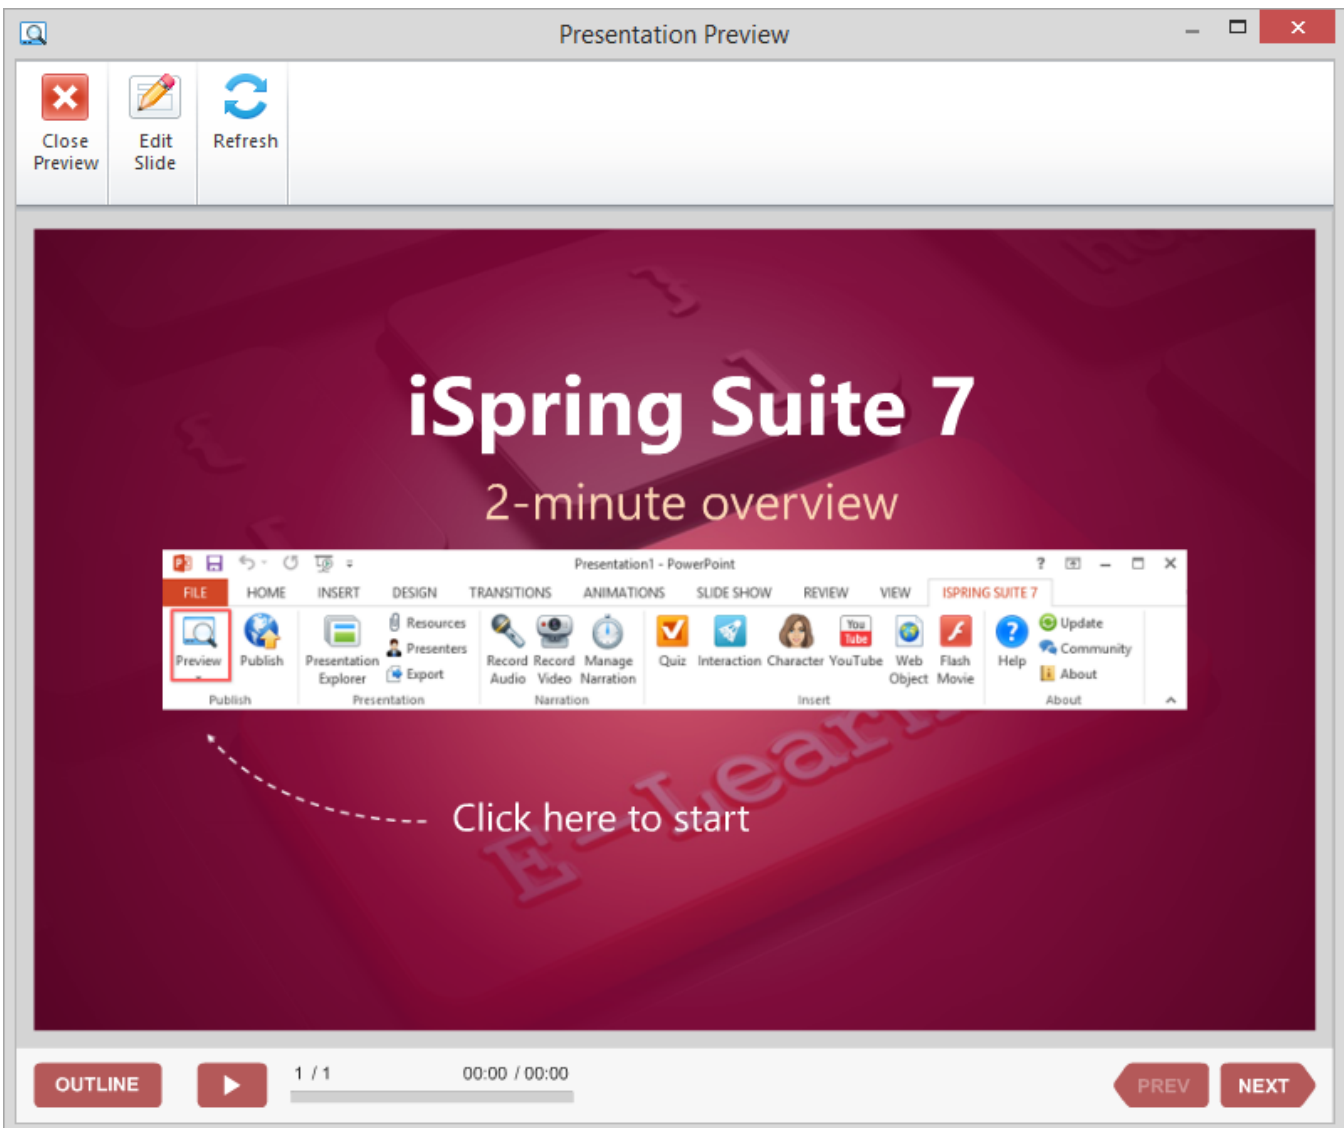 Presentation Preview
Close Preview
Edit Slide
Refresh
iSpring Suite 7
2-minute overview
Presentation1 - PowerPoint
FILE HOME INSERT DESIGN TRANSITIONS ANIMATIONS SLIDE SHOW REVIEW VIEW ISPRING SUITE 7
Preview
Publish
Publish
Presentation Explorer
Resources
Presenters
Export
Presentation
Record Audio
Record Video
Manage Narration
Narration
Quiz
Interaction
Character
You Tube
YouTube
Web Object
Flash Movie
Insert
Help
Update
Community
About
About
E-Learn
Click here to start
OUTLINE
1 / 1
00:00 / 00:00
PREV
NEXT